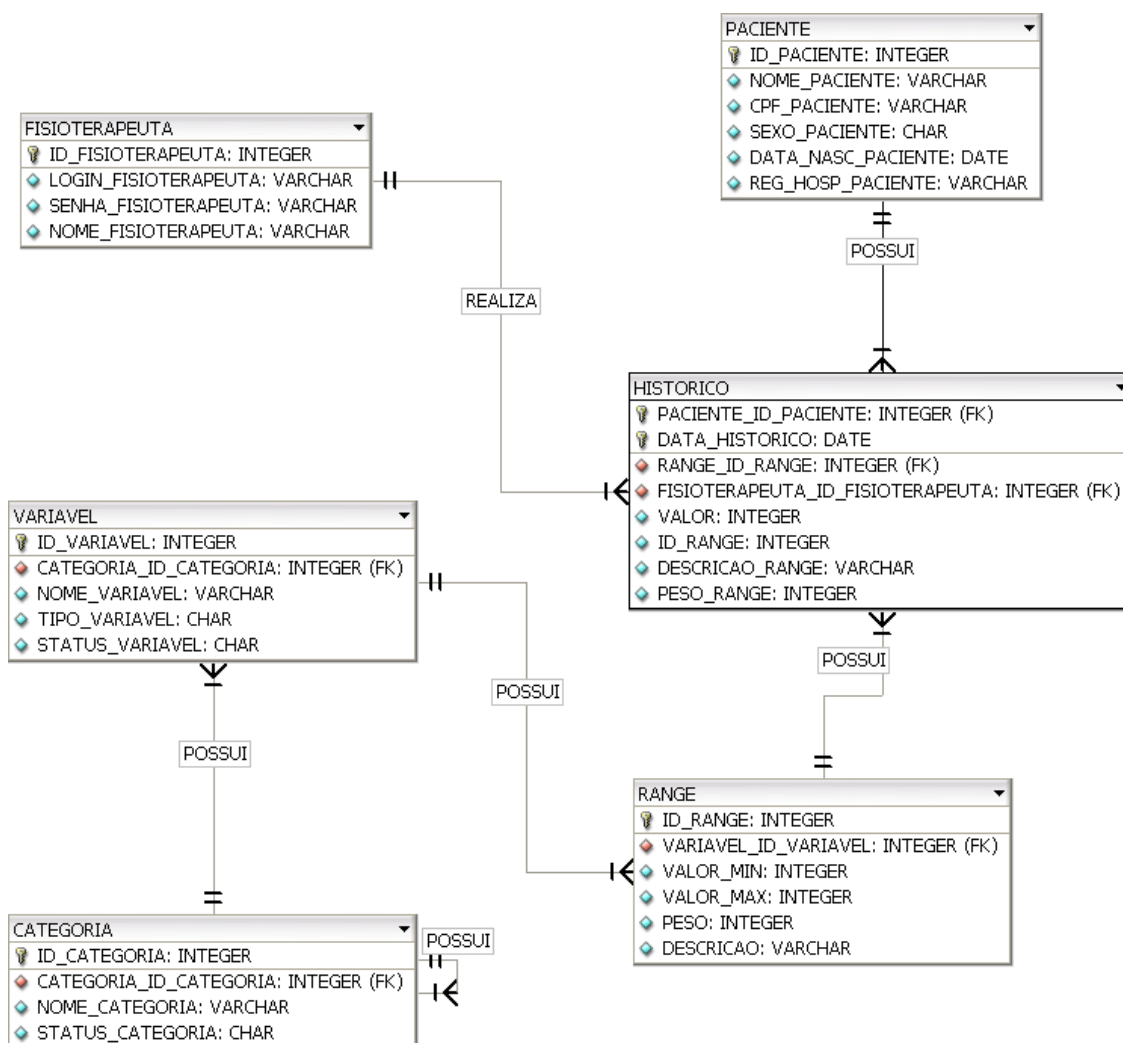 PACIENTE
ID_PACIENTE: INTEGER
NOME_PACIENTE: VARCHAR
CPF_PACIENTE: VARCHAR
SEXO_PACIENTE: CHAR
DATA_NASC_PACIENTE: DATE
REG_HOSP_PACIENTE: VARCHAR
FISIOTERAPEUTA
ID_FISIOTERAPEUTA: INTEGER
LOGIN_FISIOTERAPEUTA: VARCHAR
SENHA_FISIOTERAPEUTA: VARCHAR
NOME_FISIOTERAPEUTA: VARCHAR
POSSUI
REALIZA
HISTORICO
PACIENTE_ID_PACIENTE: INTEGER (FK)
DATA_HISTORICO: DATE
RANGE_ID_RANGE: INTEGER (FK)
FISIOTERAPEUTA_ID_FISIOTERAPEUTA: INTEGER (FK)
VALOR: INTEGER
ID_RANGE: INTEGER
DESCRICAO_RANGE: VARCHAR
PESO_RANGE: INTEGER
VARIAVEL
ID_VARIAVEL: INTEGER
CATEGORIA_ID_CATEGORIA: INTEGER (FK)
NOME_VARIAVEL: VARCHAR
TIPO_VARIAVEL: CHAR
STATUS_VARIAVEL: CHAR
POSSUI
POSSUI
POSSUI
RANGE
ID_RANGE: INTEGER
VARIAVEL_ID_VARIAVEL: INTEGER (FK)
VALOR_MIN: INTEGER
VALOR_MAX: INTEGER
PESO: INTEGER
DESCRICAO: VARCHAR
CATEGORIA
ID_CATEGORIA: INTEGER
CATEGORIA_ID_CATEGORIA: INTEGER (FK)
NOME_CATEGORIA: VARCHAR
STATUS_CATEGORIA: CHAR
POSSUI